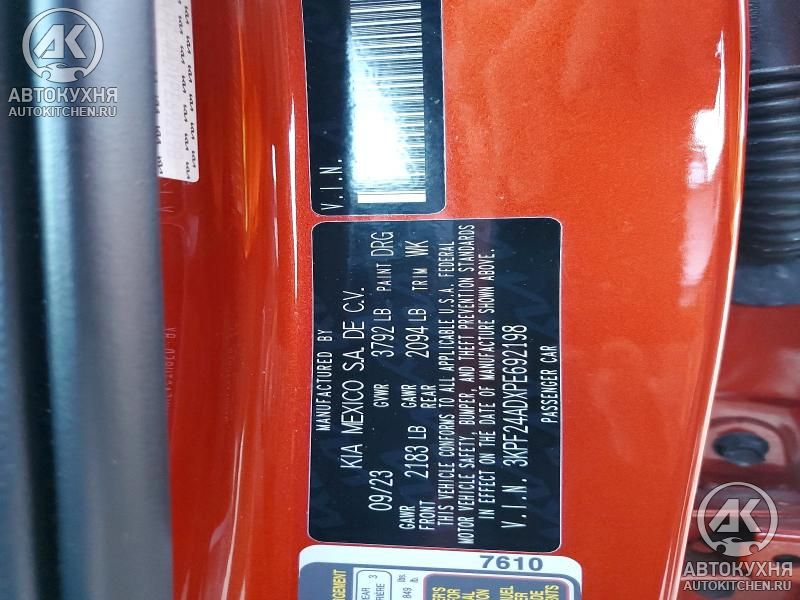 АВТОКУХНЯ
AUTOKITCHEN.RU
V.I.N.
MANUFACTURED BY
KIA MEXICO S.A. DE C.V.
09/23 GVWR 3792 LB PAINT DRG
GAWR FRONT 2183 LB GAWR REAR 2094 LB TRIM WK
THIS VEHICLE CONFORMS TO ALL APPLICABLE U.S.A. FEDERAL
MOTOR VEHICLE SAFETY, BUMPER, AND THEFT PREVENTION STANDARDS
IN EFFECT ON THE DATE OF MANUFACTURE SHOWN ABOVE.
V.I.N. 3KPF24ADXPE692198
PASSENGER CAR
7610
АВТОКУХНЯ
AUTOKITCHEN.RU